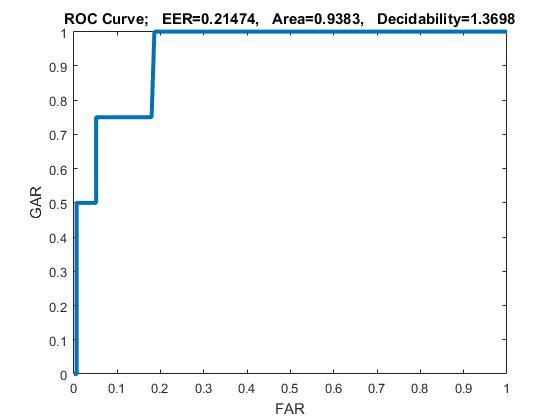 ROC Curve;   EER=0.21474,   Area=0.9383,   Decidability=1.3698
1
0.9
0.8
0.7
0.6
0.5
0.4
0.3
0.2
0.1
0
GAR
0 0.1 0.2 0.3 0.4 0.5 0.6 0.7 0.8 0.9 1
FAR